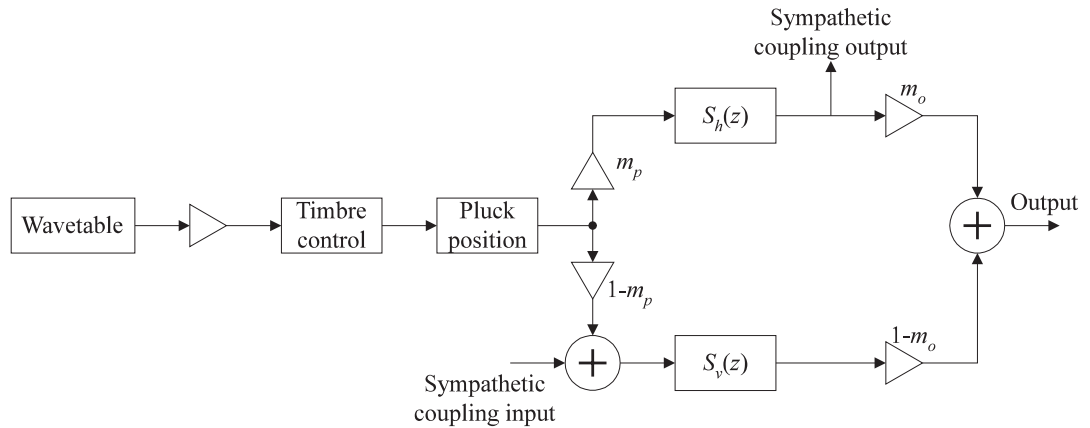 Sympathetic
coupling output
m_o
S_h(z)
m_p
Wavetable
Timbre
control
Pluck
position
+
Output
1-m_p
+
S_v(z)
1-m_o
Sympathetic
coupling input